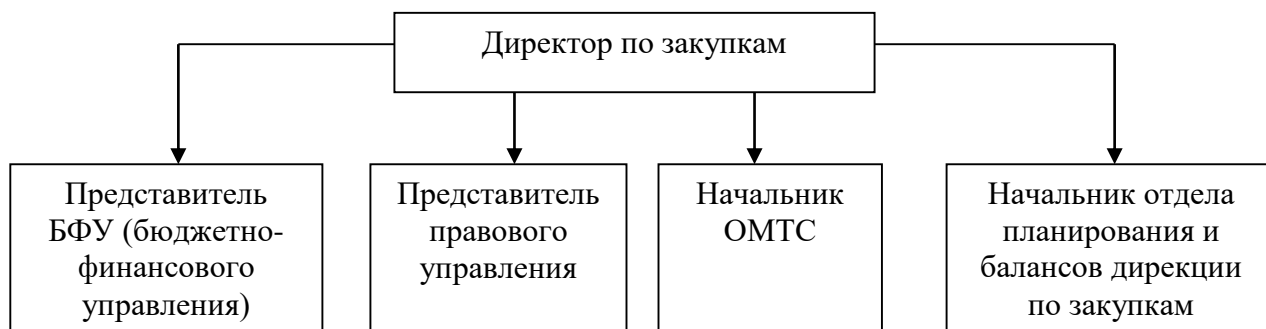 Директор по закупкам
Представитель
БФУ (бюджетно-
финансового
управления)
Представитель
правового
управления
Начальник
ОМТС
Начальник отдела
планирования и
балансов дирекции
по закупкам